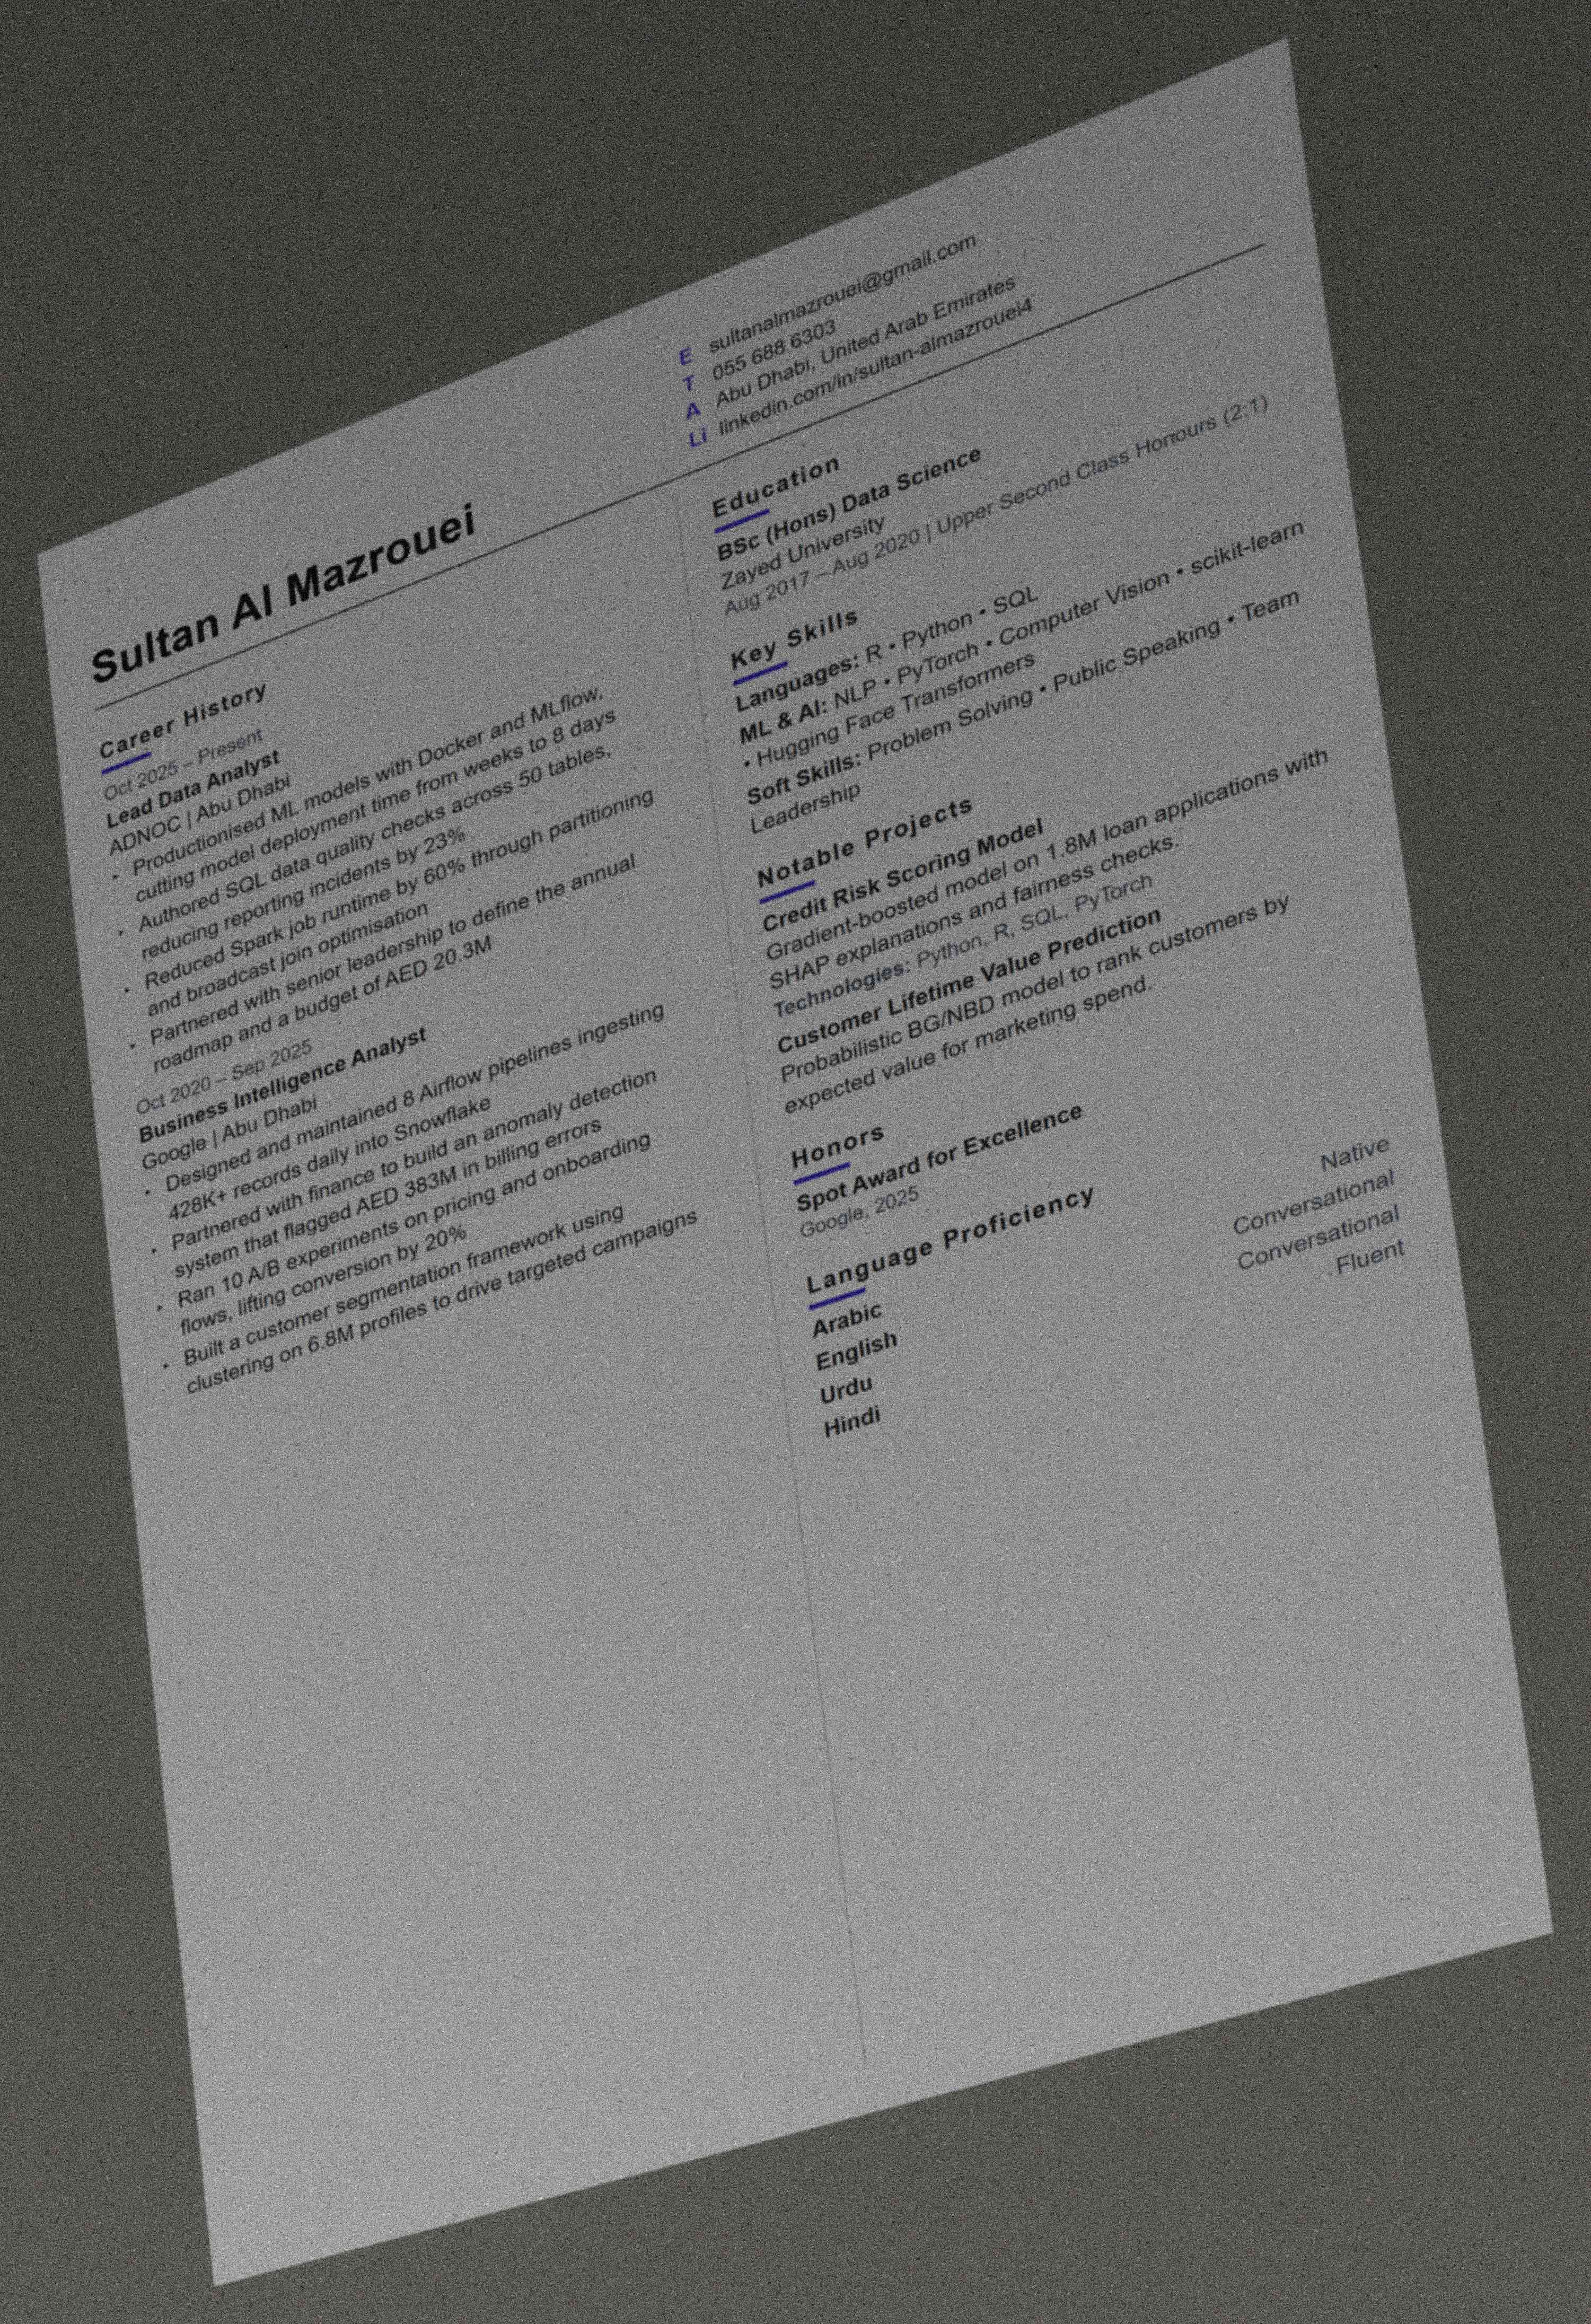 Sultan Al Mazrouei
E sultanalmazrouei@gmail.com
T 055 688 6303
A Abu Dhabi, United Arab Emirates
Li linkedin.com/in/sultan-almazrouei4
Career History
Oct 2025 – Present
Lead Data Analyst
ADNOC | Abu Dhabi
• Productionised ML models with Docker and MLflow,
cutting model deployment time from weeks to 8 days
• Authored SQL data quality checks across 50 tables,
reducing reporting incidents by 23%
• Reduced Spark job runtime by 60% through partitioning
and broadcast join optimisation
• Partnered with senior leadership to define the annual
roadmap and a budget of AED 20.3M
Oct 2020 – Sep 2025
Business Intelligence Analyst
Google | Abu Dhabi
• Designed and maintained 8 Airflow pipelines ingesting
428K+ records daily into Snowflake
• Partnered with finance to build an anomaly detection
system that flagged AED 383M in billing errors
• Ran 10 A/B experiments on pricing and onboarding
flows, lifting conversion by 20%
• Built a customer segmentation framework using
clustering on 6.8M profiles to drive targeted campaigns
Education
BSc (Hons) Data Science
Zayed University
Aug 2017 – Aug 2020 | Upper Second Class Honours (2:1)
Key Skills
Languages: R • Python • SQL
ML & AI: NLP • PyTorch • Computer Vision • scikit-learn
• Hugging Face Transformers
Soft Skills: Problem Solving • Public Speaking • Team
Leadership
Notable Projects
Credit Risk Scoring Model
Gradient-boosted model on 1.8M loan applications with
SHAP explanations and fairness checks.
Technologies: Python, R, SQL, PyTorch
Customer Lifetime Value Prediction
Probabilistic BG/NBD model to rank customers by
expected value for marketing spend.
Honors
Spot Award for Excellence
Google, 2025
Language Proficiency
Arabic Native
English Conversational
Urdu Conversational
Hindi Fluent